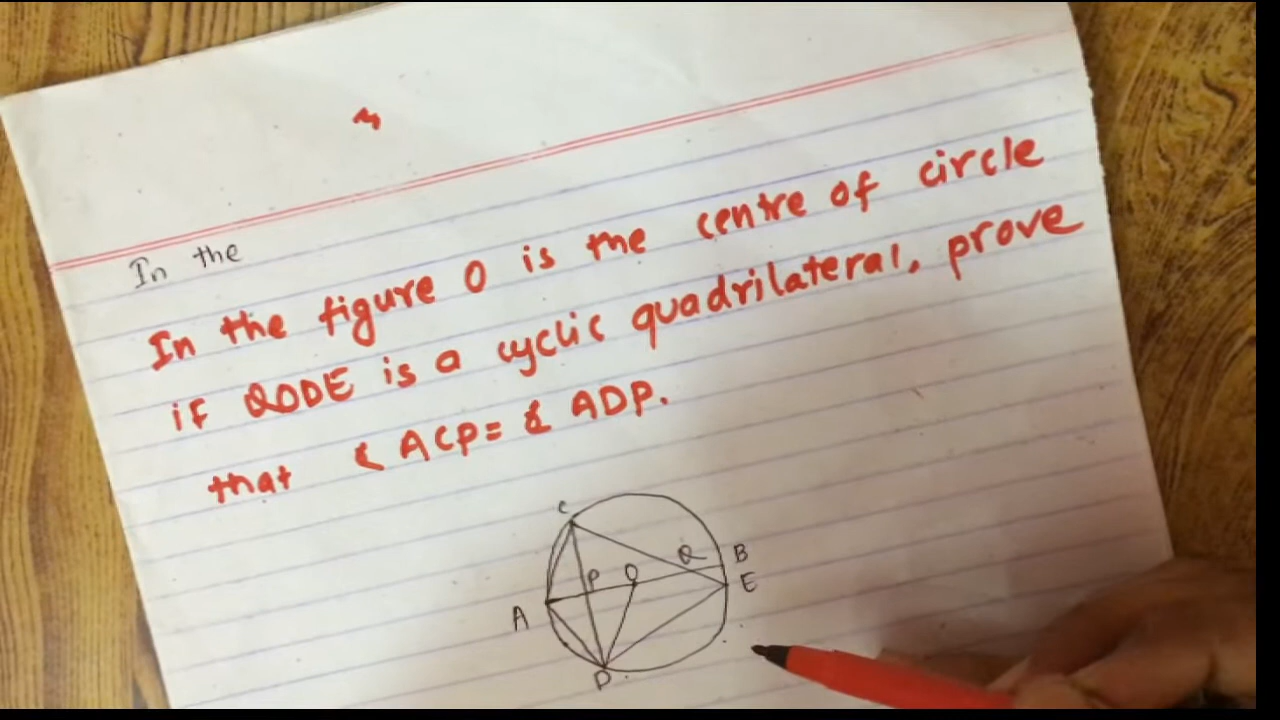 In the
In the figure O is the centre of circle
if QODE is a cyclic quadrilateral, prove
that ∠ACP = ∠ADP.
C
P O Q B
E
A
D